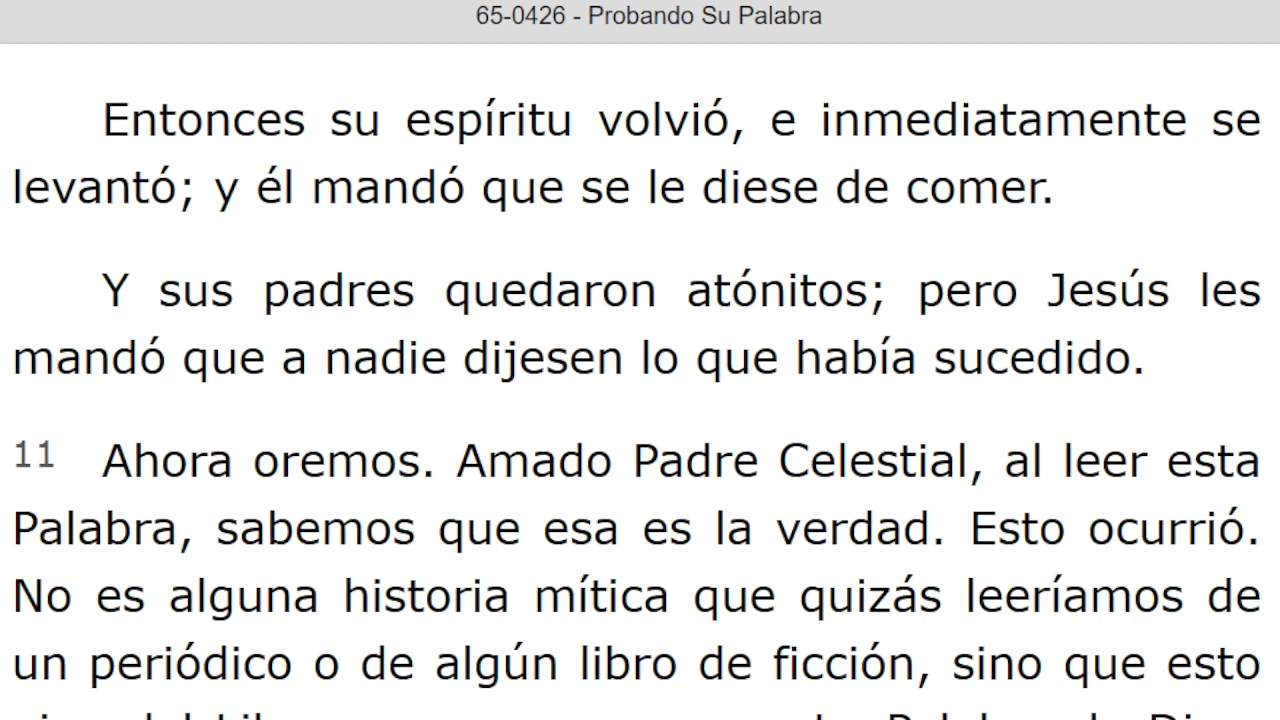 65-0426 - Probando Su Palabra
Entonces su espíritu volvió, e inmediatamente se
levantó; y él mandó que se le diese de comer.
Y sus padres quedaron atónitos; pero Jesús les
mandó que a nadie dijesen lo que había sucedido.
11 Ahora oremos. Amado Padre Celestial, al leer esta
Palabra, sabemos que esa es la verdad. Esto ocurrió.
No es alguna historia mítica que quizás leeríamos de
un periódico o de algún libro de ficción, sino que esto